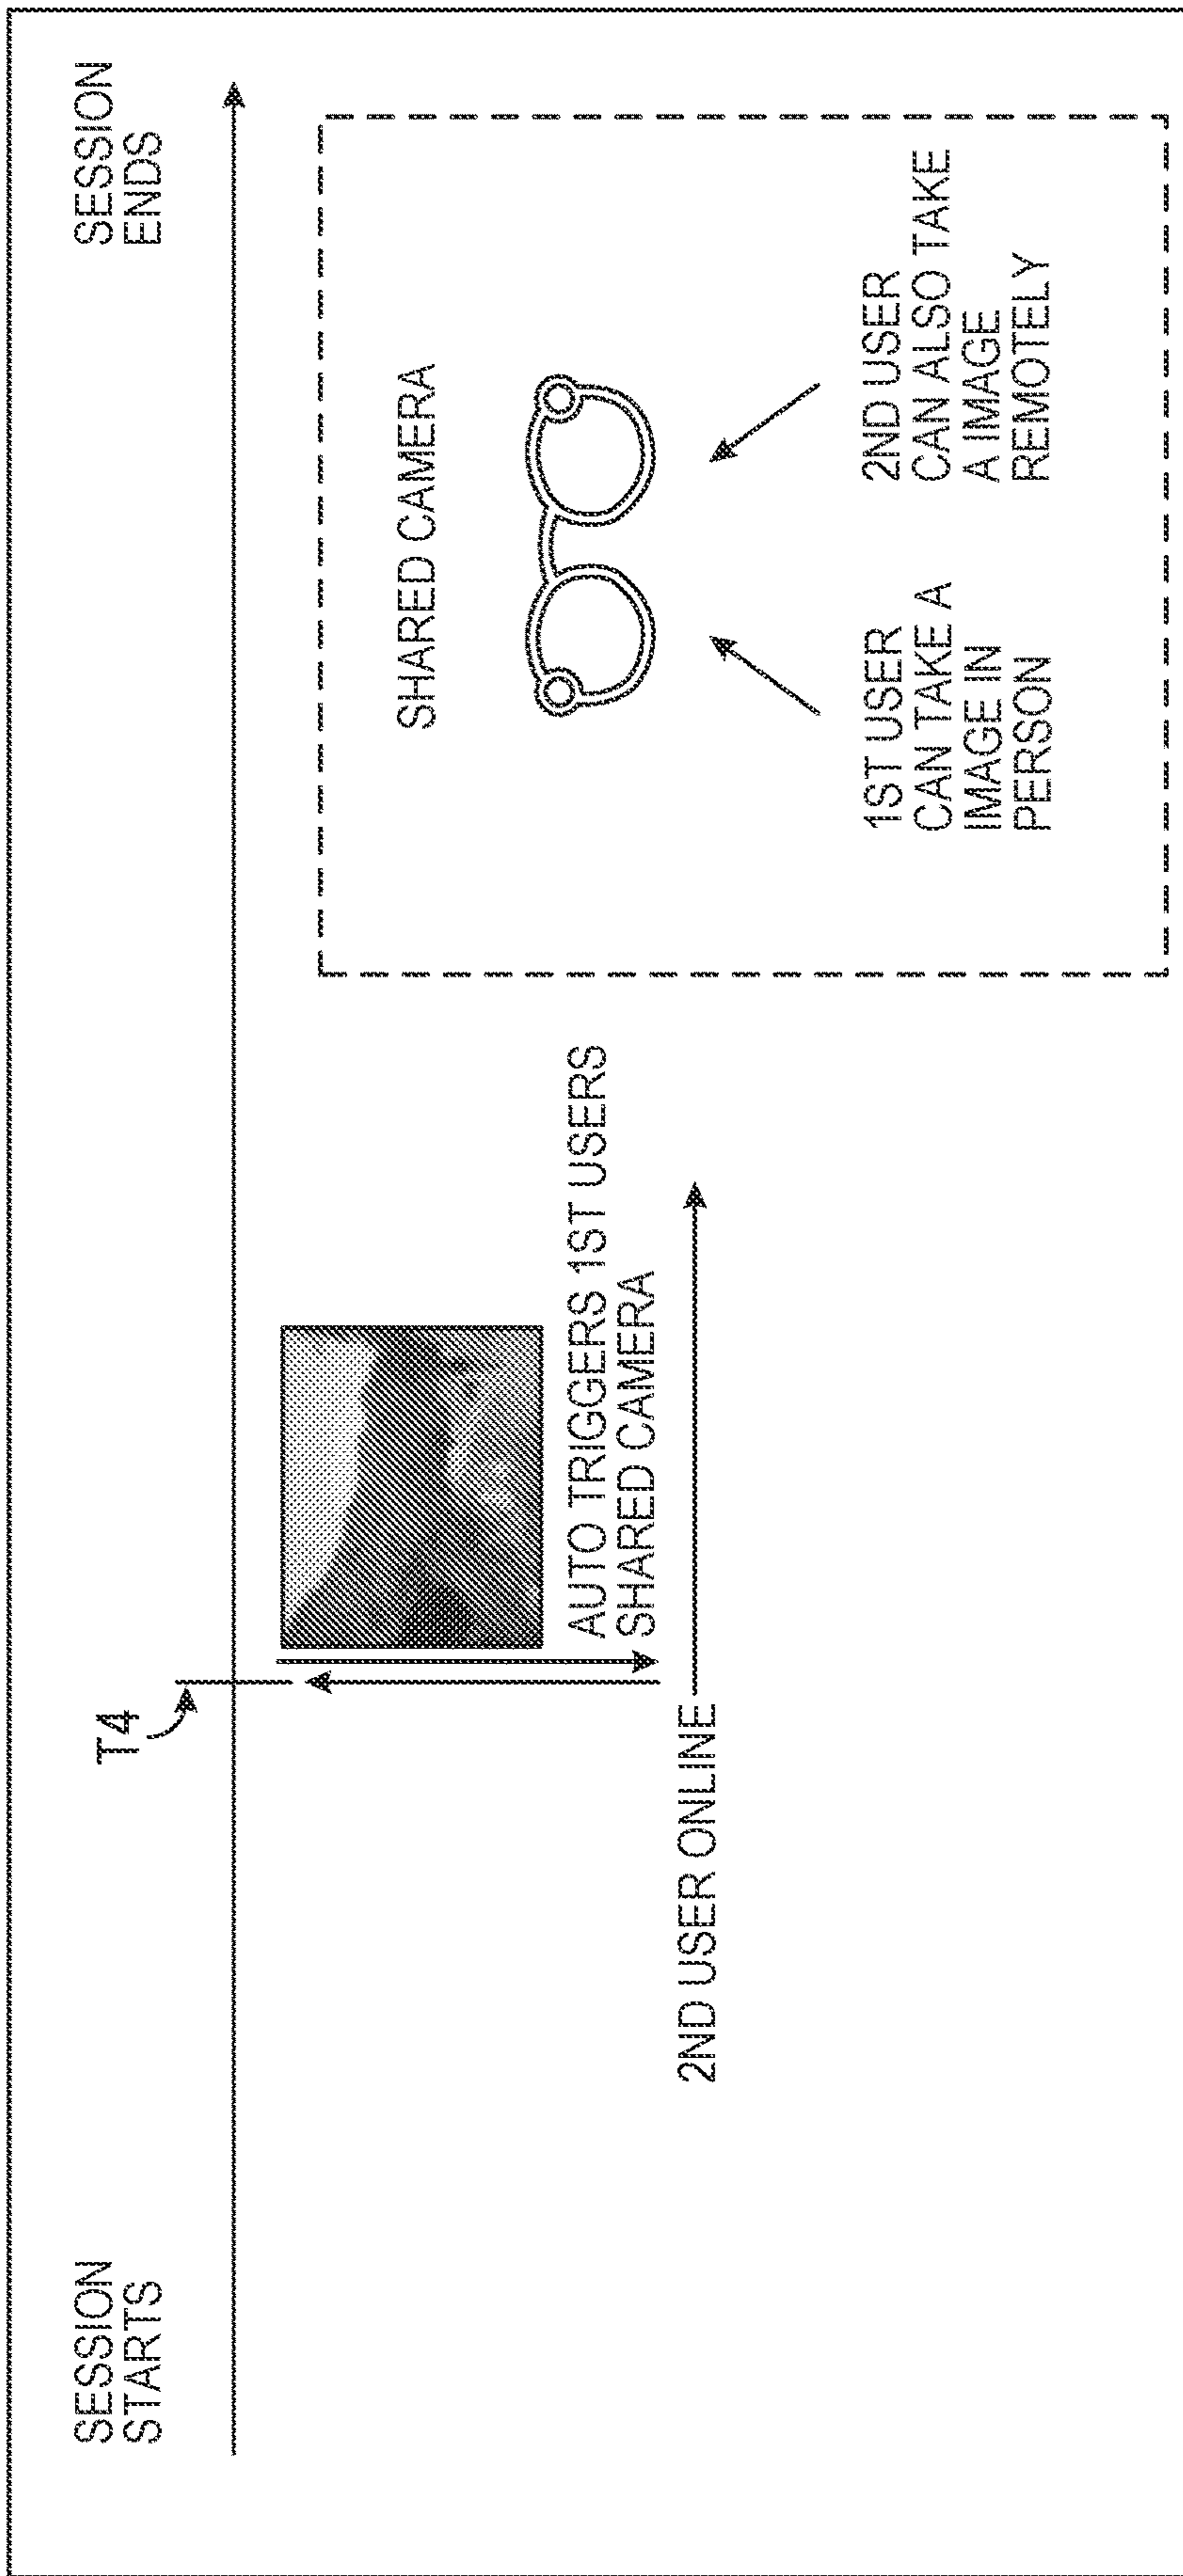 SESSION
STARTS
T4
SESSION
ENDS
2ND USER ONLINE
AUTO TRIGGERS 1ST USERS
SHARED CAMERA
SHARED CAMERA
1ST USER
CAN TAKE A
IMAGE IN
PERSON
2ND USER
CAN ALSO TAKE
A IMAGE
REMOTELY